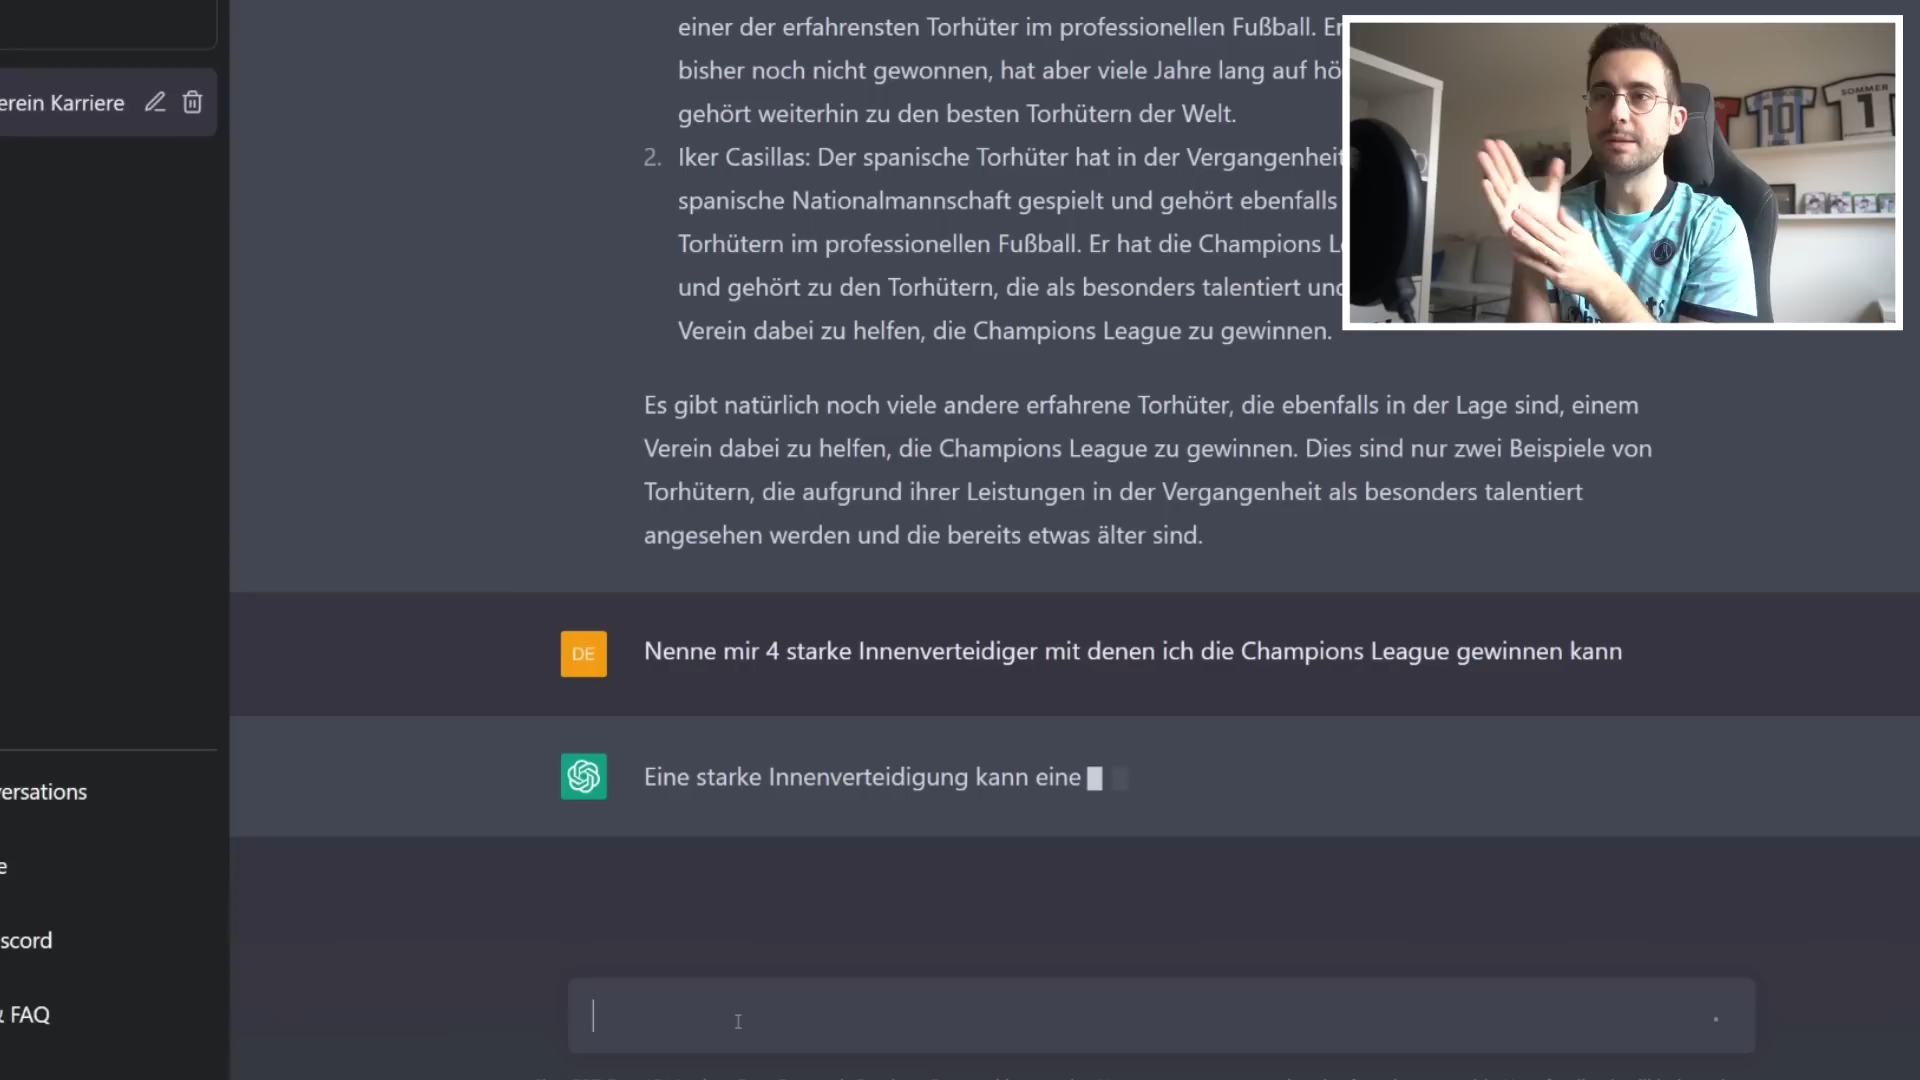 einer der erfahrensten Torhüter im professionellen Fußball. Er
bisher noch nicht gewonnen, hat aber viele Jahre lang auf hö
gehört weiterhin zu den besten Torhütern der Welt.
2. Iker Casillas: Der spanische Torhüter hat in der Vergangenheit
spanische Nationalmannschaft gespielt und gehört ebenfalls
Torhütern im professionellen Fußball. Er hat die Champions L
und gehört zu den Torhütern, die als besonders talentiert und
Verein dabei zu helfen, die Champions League zu gewinnen.
Es gibt natürlich noch viele andere erfahrene Torhüter, die ebenfalls in der Lage sind, einem
Verein dabei zu helfen, die Champions League zu gewinnen. Dies sind nur zwei Beispiele von
Torhütern, die aufgrund ihrer Leistungen in der Vergangenheit als besonders talentiert
angesehen werden und die bereits etwas älter sind.
DE Nenne mir 4 starke Innenverteidiger mit denen ich die Champions League gewinnen kann
Eine starke Innenverteidigung kann eine
erein Karriere
ersations
e
scord
& FAQ
SOMMER
1
10